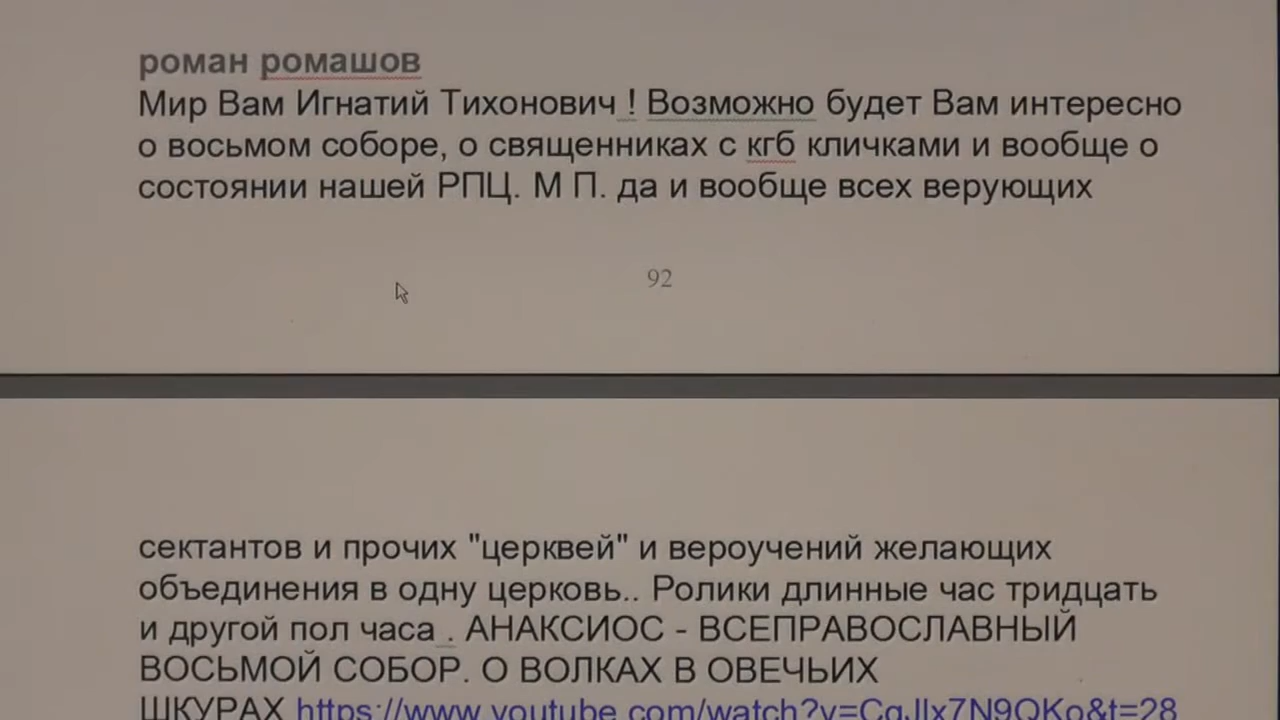 роман ромашов
Мир Вам Игнатий Тихонович ! Возможно будет Вам интересно
о восьмом соборе, о священниках с кгб кличками и вообще о
состоянии нашей РПЦ. М П. да и вообще всех верующих
92
сектантов и прочих "церквей" и вероучений желающих
объединения в одну церковь.. Ролики длинные час тридцать
и другой пол часа . АНАКСИОС - ВСЕПРАВОСЛАВНЫЙ
ВОСЬМОЙ СОБОР. О ВОЛКАХ В ОВЕЧЬИХ
ШКУРАХ